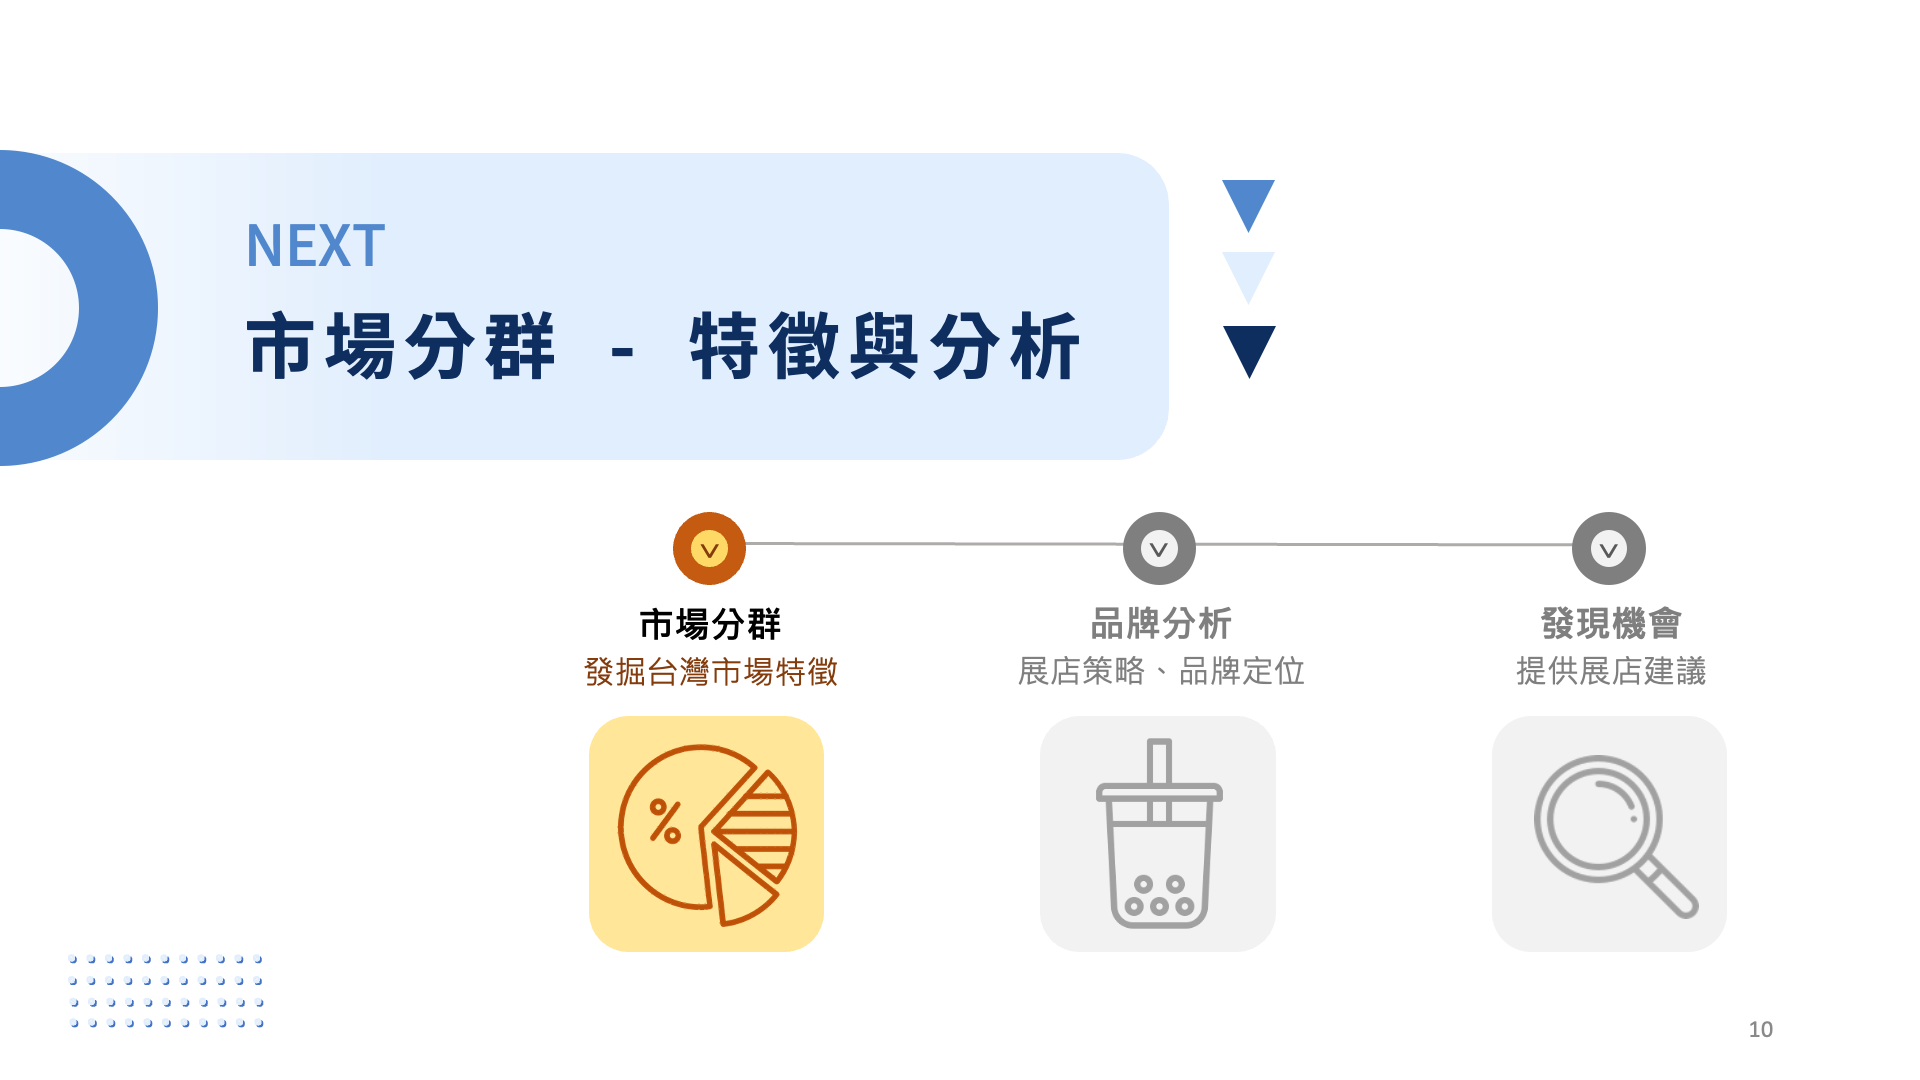 NEXT
市場分群 - 特徵與分析
市場分群
發掘台灣市場特徵
品牌分析
展店策略、品牌定位
發現機會
提供展店建議
%
10